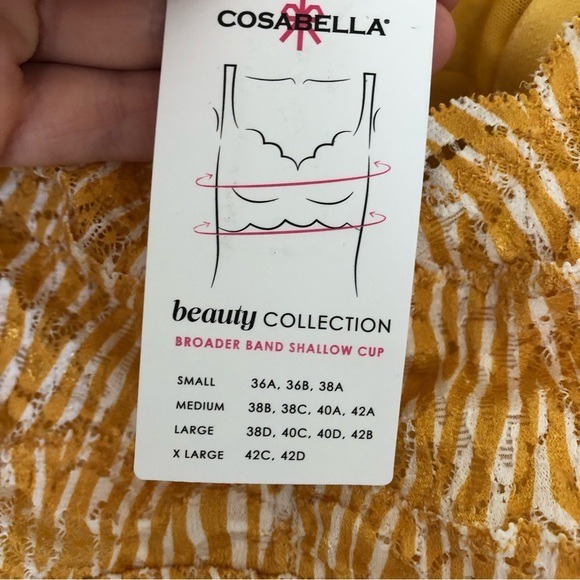 COSABELLA®
beauty COLLECTION
BROADER BAND SHALLOW CUP
SMALL 36A, 36B, 38A
MEDIUM 38B, 38C, 40A, 42A
LARGE 38D, 40C, 40D, 42B
X LARGE 42C, 42D